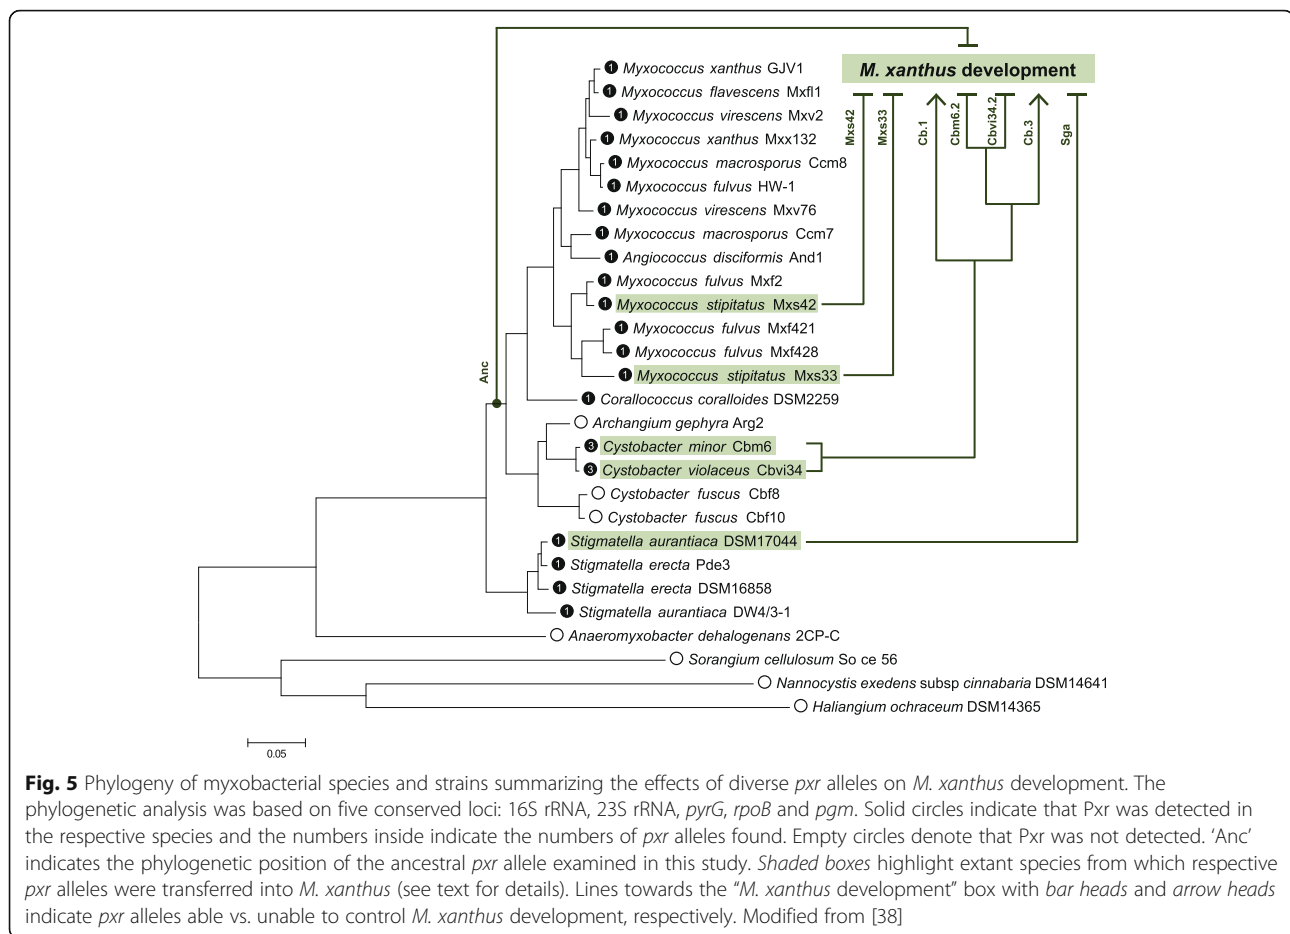 M. xanthus development
1 Myxococcus xanthus GJV1
1 Myxococcus flavescens Mxfl1
1 Myxococcus virescens Mxv2
1 Myxococcus xanthus Mxx132
1 Myxococcus macrosporus Ccm8
1 Myxococcus fulvus HW-1
1 Myxococcus virescens Mxv76
1 Myxococcus macrosporus Ccm7
1 Angiococcus disciformis And1
1 Myxococcus fulvus Mxf2
1 Myxococcus stipitatus Mxs42
1 Myxococcus fulvus Mxf421
1 Myxococcus fulvus Mxf428
1 Myxococcus stipitatus Mxs33
1 Corallococcus coralloides DSM2259
Archangium gephyra Arg2
3 Cystobacter minor Cbm6
3 Cystobacter violaceus Cbvi34
Cystobacter fuscus Cbf8
Cystobacter fuscus Cbf10
1 Stigmatella aurantiaca DSM17044
1 Stigmatella erecta Pde3
1 Stigmatella erecta DSM16858
1 Stigmatella aurantiaca DW4/3-1
Anaeromyxobacter dehalogenans 2CP-C
Sorangium cellulosum So ce 56
Nannocystis exedens subsp cinnabaria DSM14641
Haliangium ochraceum DSM14365
Anc
Mxs42
Mxs33
Cb.1
Cbm6.2
Cbvi34.2
Cb.3
Sga
0.05
Fig. 5 Phylogeny of myxobacterial species and strains summarizing the effects of diverse pxr alleles on M. xanthus development. The
phylogenetic analysis was based on five conserved loci: 16S rRNA, 23S rRNA, pyrG, rpoB and pgm. Solid circles indicate that Pxr was detected in
the respective species and the numbers inside indicate the numbers of pxr alleles found. Empty circles denote that Pxr was not detected. ‘Anc’
indicates the phylogenetic position of the ancestral pxr allele examined in this study. Shaded boxes highlight extant species from which respective
pxr alleles were transferred into M. xanthus (see text for details). Lines towards the “M. xanthus development” box with bar heads and arrow heads
indicate pxr alleles able vs. unable to control M. xanthus development, respectively. Modified from [38]